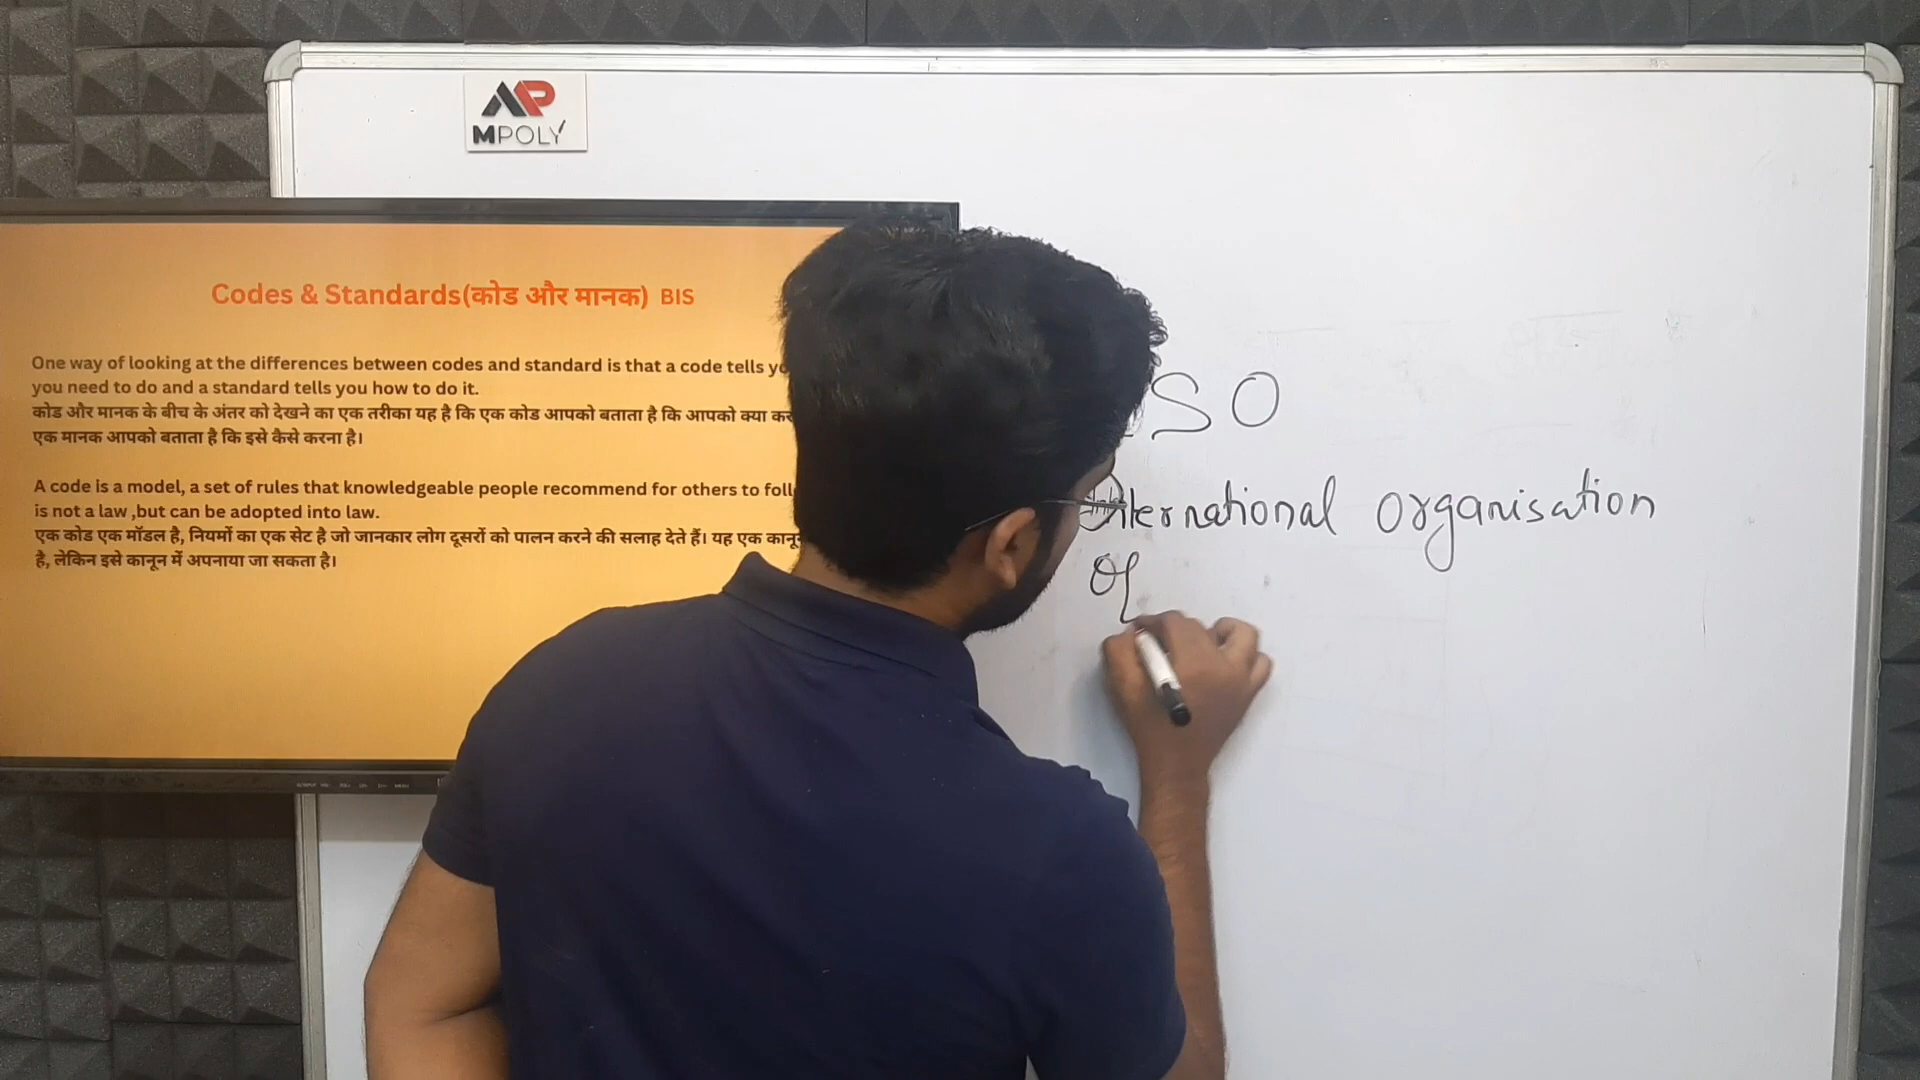 AP
MPOLY
Codes & Standards(कोड और मानक) BIS
One way of looking at the differences between codes and standard is that a code tells
you need to do and a standard tells you how to do it.
कोड और मानक के बीच के अंतर को देखने का एक तरीका यह है कि एक कोड आपको बताता है कि आपको क्या
एक मानक आपको बताता है कि इसे कैसे करना है।
A code is a model, a set of rules that knowledgeable people recommend for others to
is not a law ,but can be adopted into law.
एक कोड एक मॉडल है, नियमों का एक सेट है जो जानकार लोग दूसरों को पालन करने की सलाह देते हैं। यह एक
है, लेकिन इसे कानून में अपनाया जा सकता है।
SO
International organisation
Of